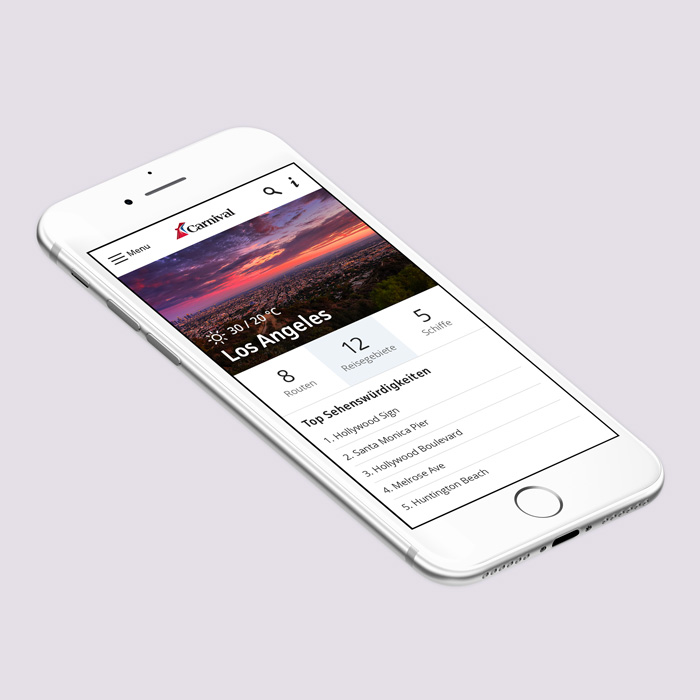 Menu
Carnival
30 / 20 °C
Los Angeles
8
Routen
12
Reisegebiete
5
Schiffe
Top Sehenswürdigkeiten
1. Hollywood Sign
2. Santa Monica Pier
3. Hollywood Boulevard
4. Melrose Ave
5. Huntington Beach